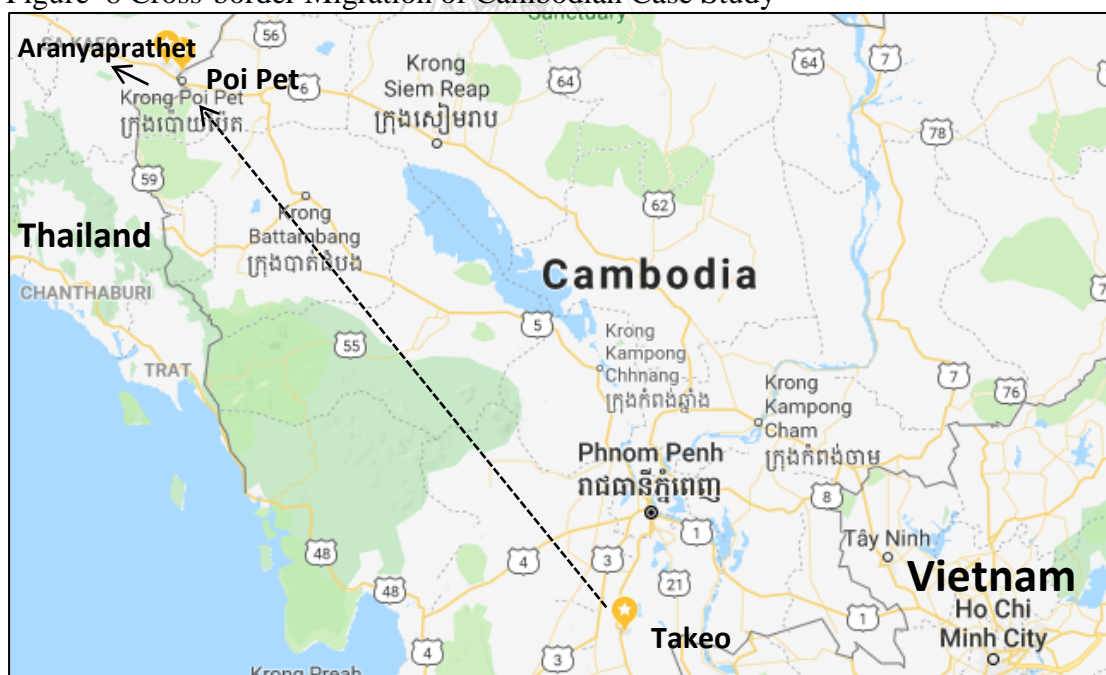 Figure 8 Cross-border Migration of Cambodian Case Study
Sanctuary
56
64
7
Aranyaprathet
Poi Pet
6
64
Krong
Siem Reap
ក្រុងសៀមរាប
Krong Poi Pet
78
59
62
Krong
Battambang
ក្រុងបាត់ដំបង
Thailand
Cambodia
CHANTHABURI
5
55
TRAT
Krong
Kampong
Chhnang
ក្រុងកំពង់ឆ្នាំង
7
76
Krong
Kampong
Cham
ក្រុងកំពង់ចាម
Phnom Penh
រាជធានីភ្នំពេញ
8
1
Tây Ninh
48
4
3
21
Vietnam
48
1
Ho Chi
Minh City
Takeo
4
3
Krong Preah